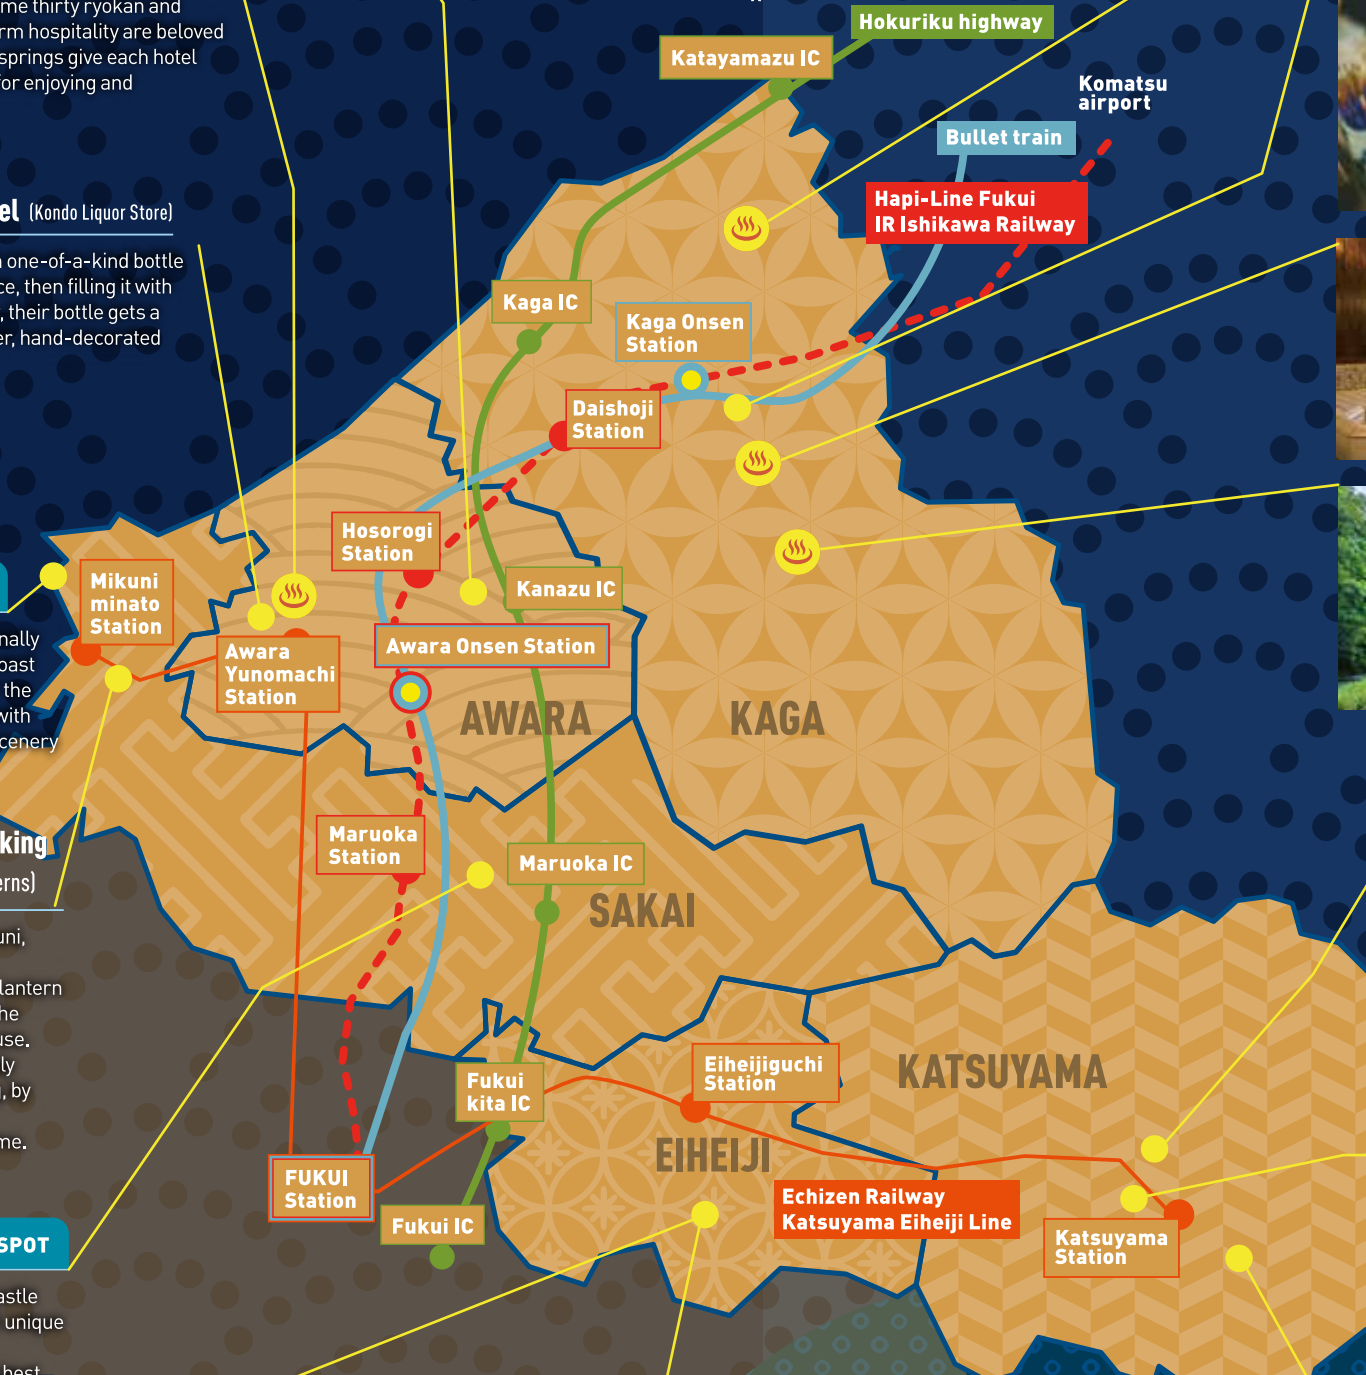 me thirty ryokan and
rm hospitality are beloved
springs give each hotel
for enjoying and
el (Kondo Liquor Store)
one-of-a-kind bottle
ce, then filling it with
, their bottle gets a
er, hand-decorated
Hokuriku highway
Katayamazu IC
Komatsu
airport
Bullet train
Hapi-Line Fukui
IR Ishikawa Railway
Kaga IC
Kaga Onsen
Station
Daishoji
Station
Hosorogi
Station
Kanazu IC
Mikuni
minato
Station
Awara Onsen Station
Awara
Yunomachi
Station
AWARA
KAGA
nally
oast
the
with
cenery
Maruoka
Station
Maruoka IC
SAKAI
king
erns)
uni,
lantern
he
use.
ly
, by
me.
Eiheijiguchi
Station
KATSUYAMA
Fukui
kita IC
EIHEIJI
FUKUI
Station
Fukui IC
Echizen Railway
Katsuyama Eiheiji Line
Katsuyama
Station
SPOT
astle
unique
best